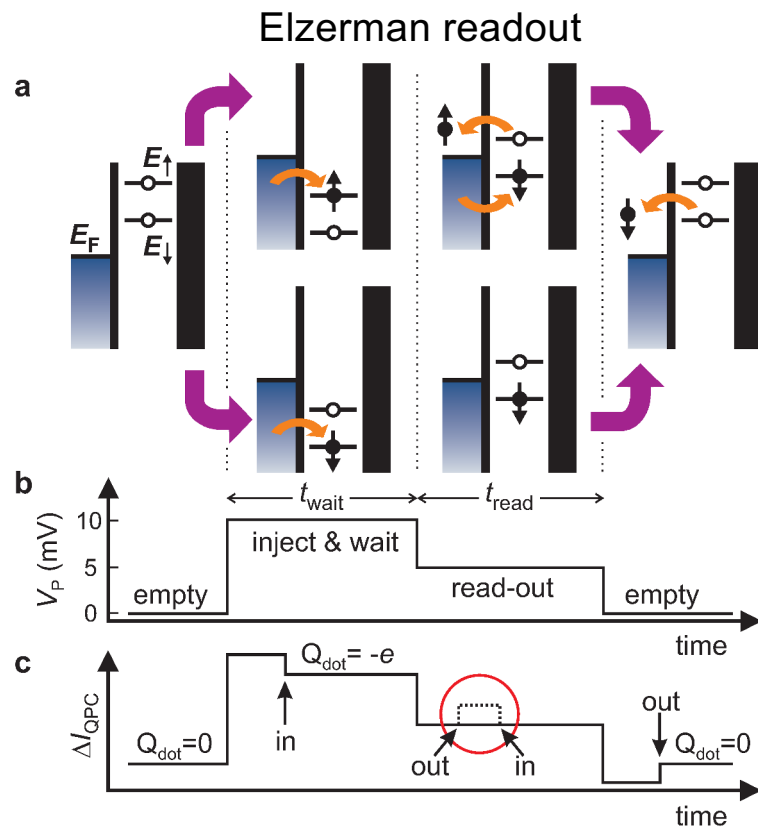 Elzerman readout
a
E↑
E_F
E↓
b
t_wait
t_read
V_P (mV)
10
5
0
empty
inject & wait
read-out
empty
time
c
ΔI_QPC
Q_dot=0
Q_dot= -e
in
out
in
out
Q_dot=0
time